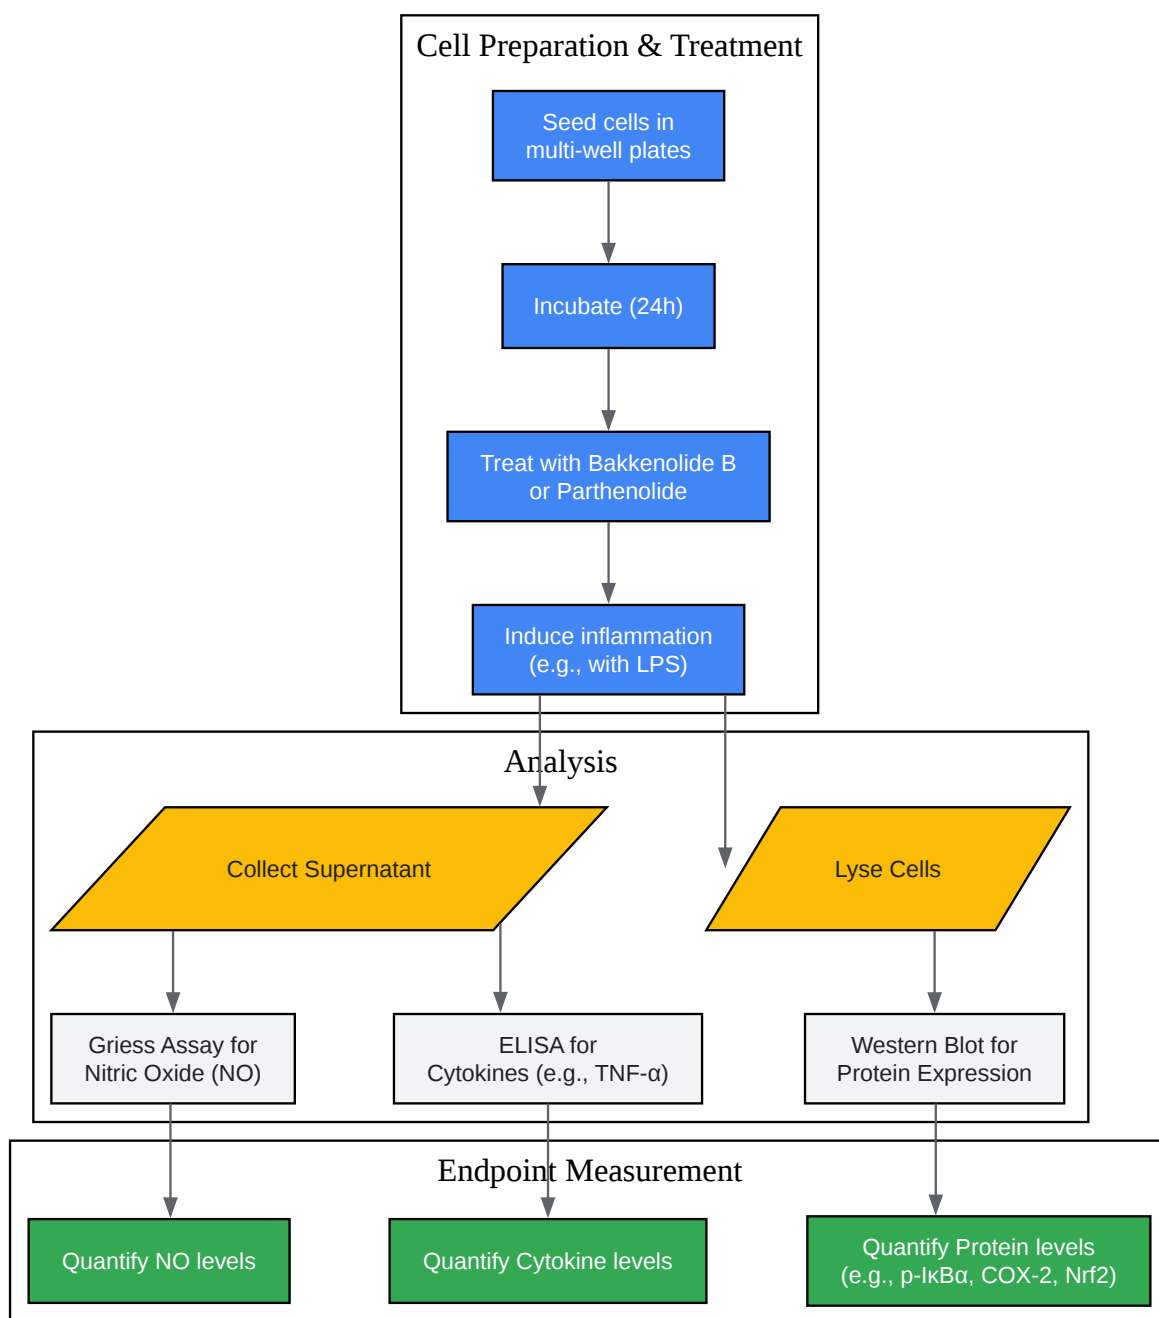 Cell Preparation & Treatment
Seed cells in
multi-well plates
Incubate (24h)
Treat with Bakkenolide B
or Parthenolide
Induce inflammation
(e.g., with LPS)
Analysis
Collect Supernatant
Lyse Cells
Griess Assay for
Nitric Oxide (NO)
ELISA for
Cytokines (e.g., TNF-α)
Western Blot for
Protein Expression
Endpoint Measurement
Quantify NO levels
Quantify Cytokine levels
Quantify Protein levels
(e.g., p-IκBα, COX-2, Nrf2)